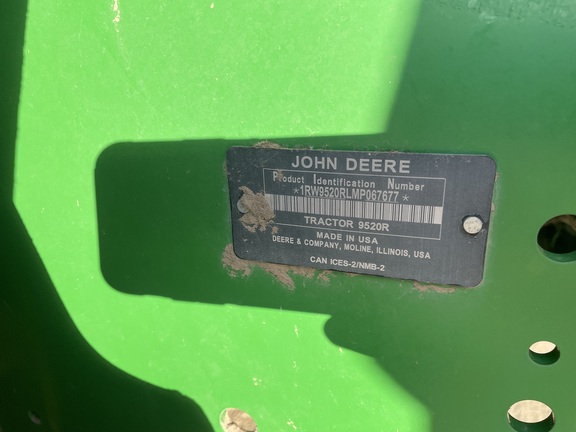 JOHN DEERE
Product Identification Number
*1RW9520RLMP067677*
TRACTOR 9520R
MADE IN USA
DEERE & COMPANY, MOLINE, ILLINOIS, USA
CAN ICES-2/NMB-2